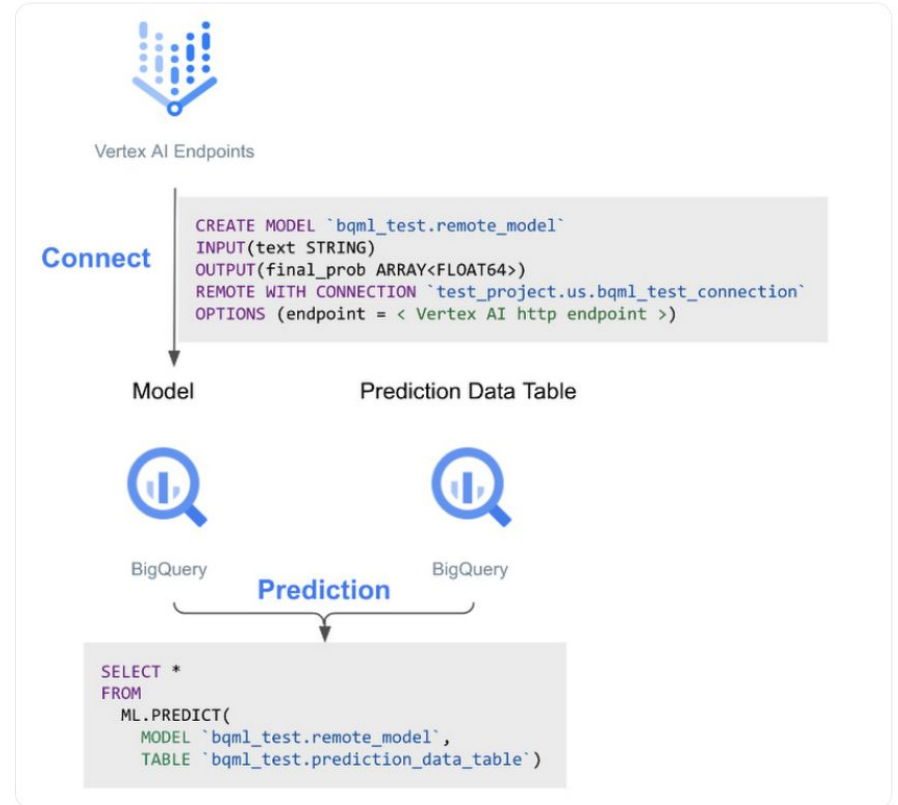 Vertex AI Endpoints
Connect
CREATE MODEL `bqml_test.remote_model`
INPUT(text STRING)
OUTPUT(final_prob ARRAY<FLOAT64>)
REMOTE WITH CONNECTION `test_project.us.bqml_test_connection`
OPTIONS (endpoint = < Vertex AI http endpoint >)
Model
Prediction Data Table
BigQuery
BigQuery
Prediction
SELECT *
FROM
  ML.PREDICT(
    MODEL `bqml_test.remote_model`,
    TABLE `bqml_test.prediction_data_table`)